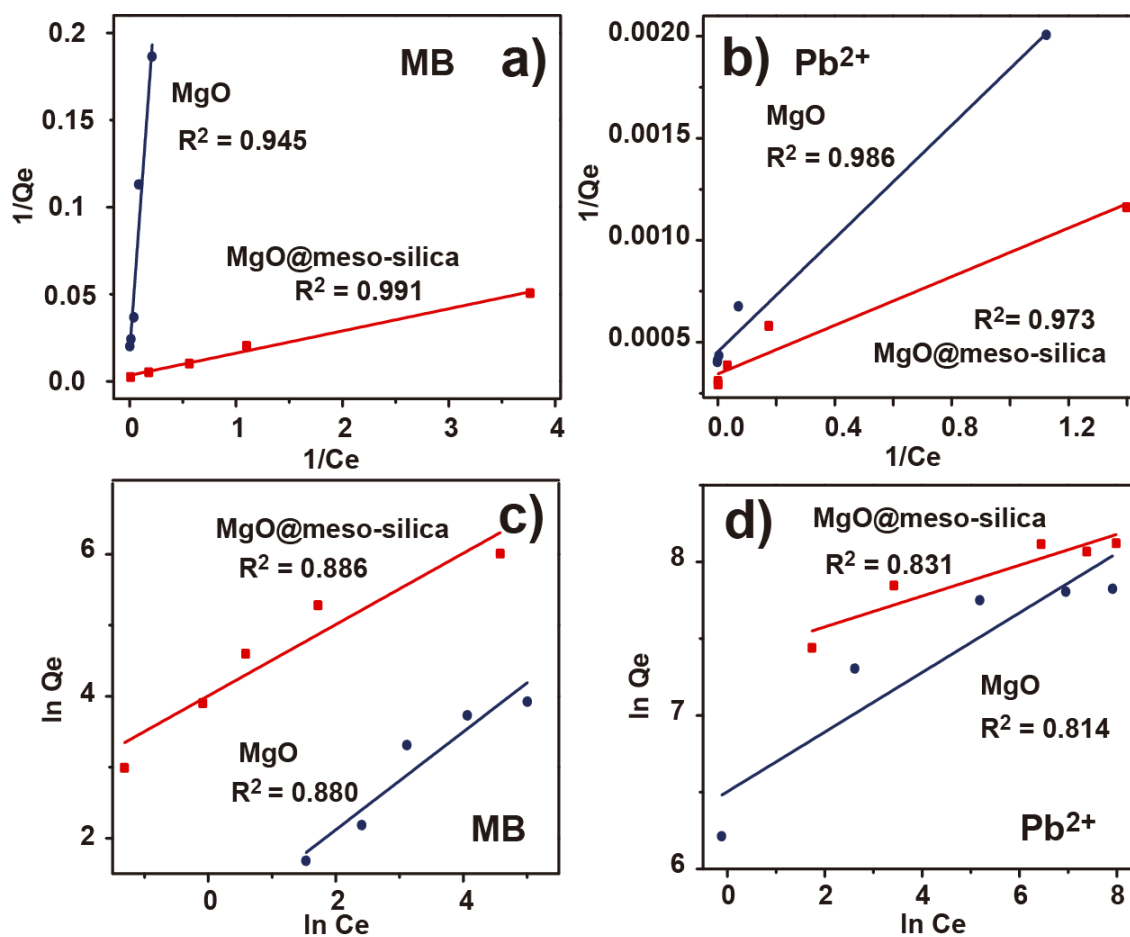 a)
MB
MgO
R² = 0.945
MgO@meso-silica
R² = 0.991
1/Qe
0.2
0.15
0.1
0.05
0.0
0
1
2
3
4
1/Ce
b)
Pb²⁺
MgO
R² = 0.986
R²= 0.973
MgO@meso-silica
1/Qe
0.0020
0.0015
0.0010
0.0005
0.0
0.4
0.8
1.2
1/Ce
c)
MgO@meso-silica
R² = 0.886
MgO
R² = 0.880
MB
ln Qe
6
4
2
0
2
4
ln Ce
d)
MgO@meso-silica
R² = 0.831
MgO
R² = 0.814
Pb²⁺
ln Qe
8
7
6
0
2
4
6
8
ln Ce